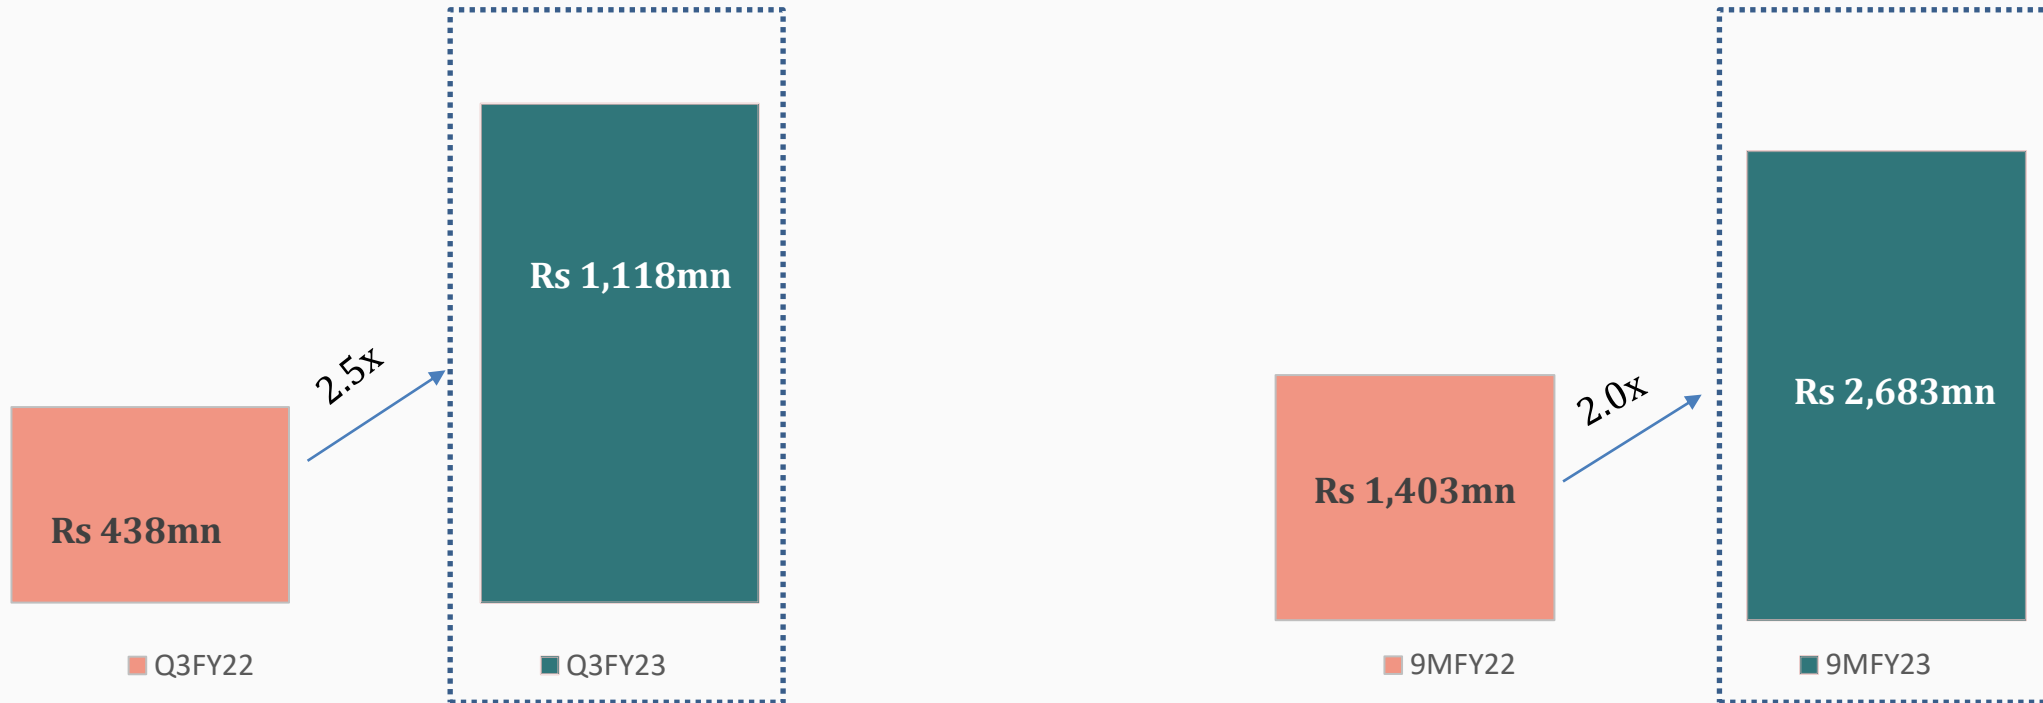 Rs 438mn
2.5x
Rs 1,118mn
Q3FY22
Q3FY23
Rs 1,403mn
2.0x
Rs 2,683mn
9MFY22
9MFY23